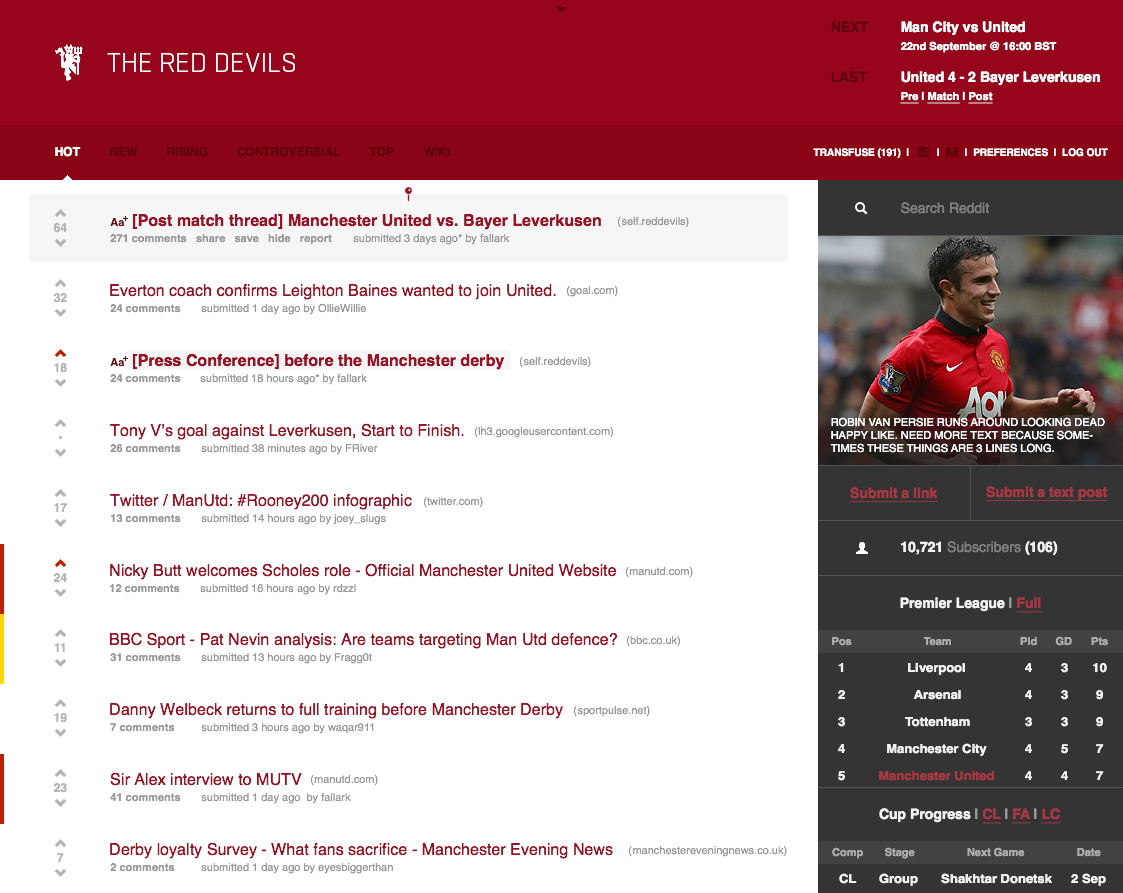 THE RED DEVILS
NEXT Man City vs United
22nd September @ 16:00 BST
LAST United 4 - 2 Bayer Leverkusen
Pre | Match | Post
HOT NEW RISING CONTROVERSIAL TOP WIKI
TRANSFUSE (191) | | M | PREFERENCES | LOG OUT
64
Aa+ [Post match thread] Manchester United vs. Bayer Leverkusen (self.reddevils)
271 comments share save hide report submitted 3 days ago* by fallark
32
Everton coach confirms Leighton Baines wanted to join United. (goal.com)
24 comments submitted 1 day ago by OllieWillie
18
Aa+ [Press Conference] before the Manchester derby (self.reddevils)
24 comments submitted 18 hours ago* by fallark
•
Tony V's goal against Leverkusen, Start to Finish. (lh3.googleusercontent.com)
26 comments submitted 38 minutes ago by FRiver
17
Twitter / ManUtd: #Rooney200 infographic (twitter.com)
13 comments submitted 14 hours ago by joey_slugs
24
Nicky Butt welcomes Scholes role - Official Manchester United Website (manutd.com)
12 comments submitted 16 hours ago by rdzzl
11
BBC Sport - Pat Nevin analysis: Are teams targeting Man Utd defence? (bbc.co.uk)
31 comments submitted 13 hours ago by Fragg0t
19
Danny Welbeck returns to full training before Manchester Derby (sportpulse.net)
7 comments submitted 3 hours ago by waqar911
23
Sir Alex interview to MUTV (manutd.com)
41 comments submitted 1 day ago by fallark
7
Derby loyalty Survey - What fans sacrifice - Manchester Evening News (manchestereveningnews.co.uk)
2 comments submitted 1 day ago by eyesbiggerthan
Search Reddit
AON
ROBIN VAN PERSIE RUNS AROUND LOOKING DEAD
HAPPY LIKE. NEED MORE TEXT BECAUSE SOME-
TIMES THESE THINGS ARE 3 LINES LONG.
Submit a link Submit a text post
10,721 Subscribers (106)
Premier League | Full
Pos Team Pld GD Pts
1 Liverpool 4 3 10
2 Arsenal 4 3 9
3 Tottenham 3 3 9
4 Manchester City 4 5 7
5 Manchester United 4 4 7
Cup Progress | CL | FA | LC
Comp Stage Next Game Date
CL Group Shakhtar Donetsk 2 Sep